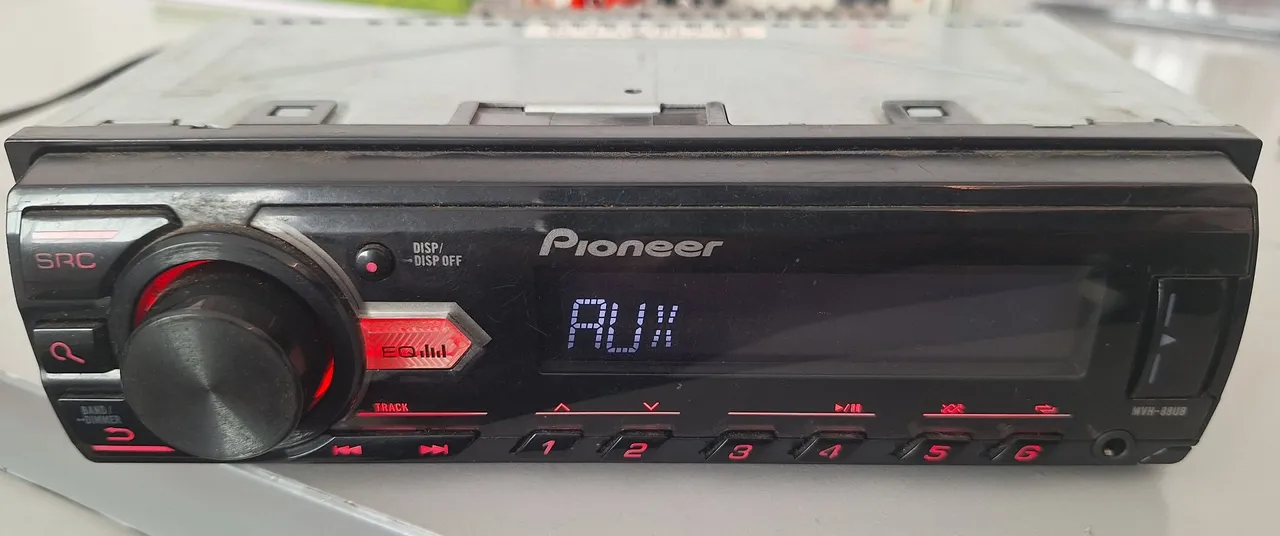 SRC
DISP/
DISP OFF
Pioneer
AUX
EQ
BAND/
DIMMER
TRACK
1
2
3
4
5
6
MVH-88UB